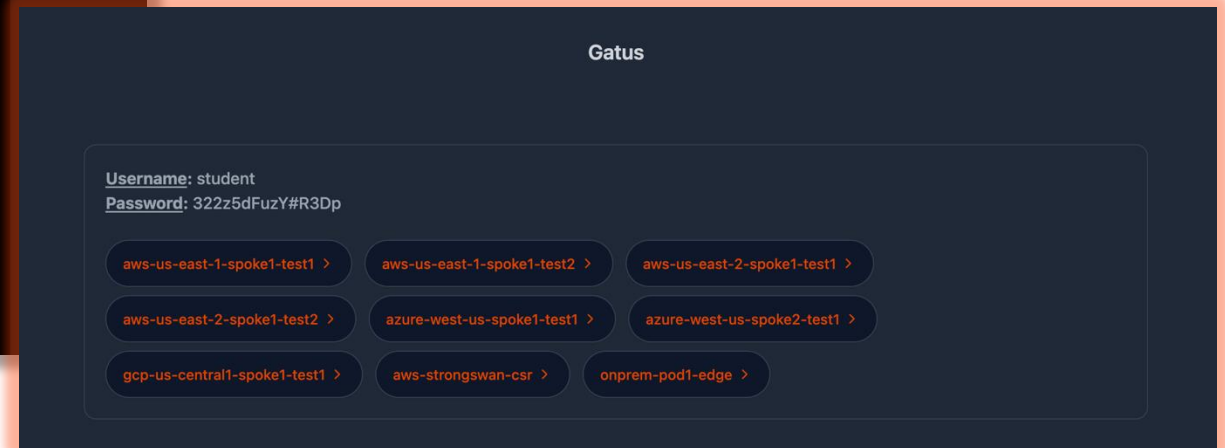 Gatus
Username: student
Password: 322z5dFuzY#R3Dp
aws-us-east-1-spoke1-test1 > aws-us-east-1-spoke1-test2 > aws-us-east-2-spoke1-test1 >
aws-us-east-2-spoke1-test2 > azure-west-us-spoke1-test1 > azure-west-us-spoke2-test1 >
gcp-us-central1-spoke1-test1 > aws-strongswan-csr > onprem-pod1-edge >